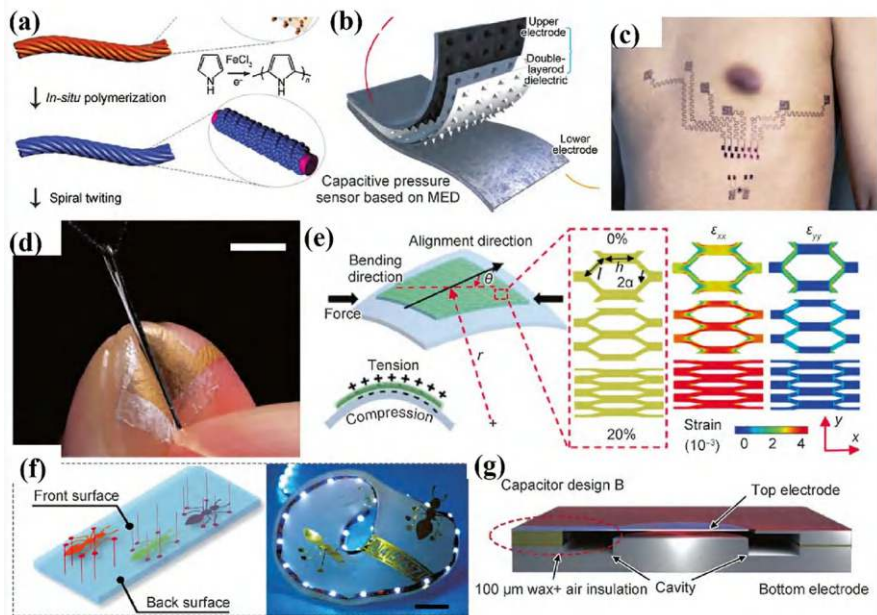 (a)
FeCl2
e-
n
In-situ polymerization
Spiral twiting
(b)
Upper
electrode
Double-
layerod
dielectric
Lower
electrode
Capacitive pressure
sensor based on MED
(c)
(d)
(e)
Alignment direction
Bending
direction
θ
Force
r
Tension
+ + + + + + +
Compression
+
0%
l
h
2α
20%
εxx
εyy
Strain
(10⁻³)
0 2 4
y
x
(f)
Front surface
Back surface
(g)
Capacitor design B
Top electrode
100 μm wax+ air insulation
Cavity
Bottom electrode